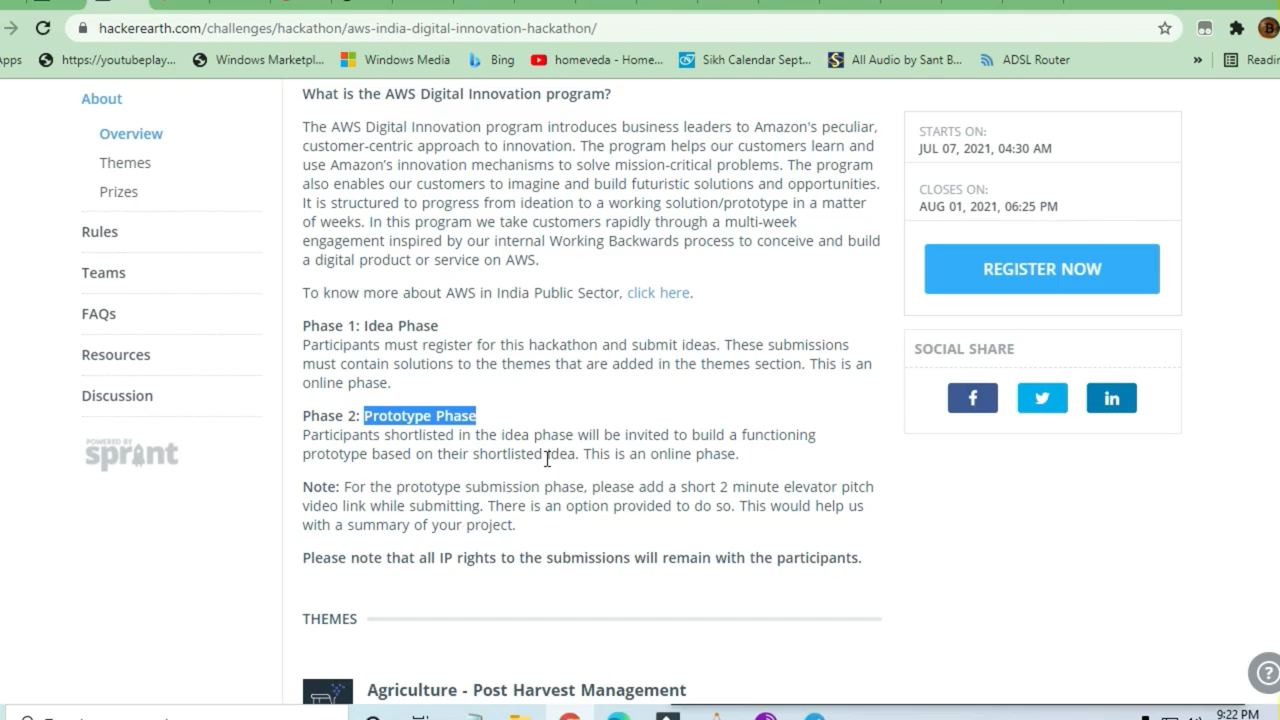 hackerearth.com/challenges/hackathon/aws-india-digital-innovation-hackathon/
https://youtubeplay... Windows Marketpl... Windows Media Bing homeveda - Home... Sikh Calendar Sept... All Audio by Sant B... ADSL Router »
About
Overview
Themes
Prizes
Rules
Teams
FAQs
Resources
Discussion
POWERED BY
sprint
What is the AWS Digital Innovation program?
The AWS Digital Innovation program introduces business leaders to Amazon's peculiar,
customer-centric approach to innovation. The program helps our customers learn and
use Amazon's innovation mechanisms to solve mission-critical problems. The program
also enables our customers to imagine and build futuristic solutions and opportunities.
It is structured to progress from ideation to a working solution/prototype in a matter
of weeks. In this program we take customers rapidly through a multi-week
engagement inspired by our internal Working Backwards process to conceive and build
a digital product or service on AWS.
To know more about AWS in India Public Sector, click here.
Phase 1: Idea Phase
Participants must register for this hackathon and submit ideas. These submissions
must contain solutions to the themes that are added in the themes section. This is an
online phase.
Phase 2: Prototype Phase
Participants shortlisted in the idea phase will be invited to build a functioning
prototype based on their shortlisted idea. This is an online phase.
Note: For the prototype submission phase, please add a short 2 minute elevator pitch
video link while submitting. There is an option provided to do so. This would help us
with a summary of your project.
Please note that all IP rights to the submissions will remain with the participants.
THEMES
Agriculture - Post Harvest Management
STARTS ON:
JUL 07, 2021, 04:30 AM
CLOSES ON:
AUG 01, 2021, 06:25 PM
REGISTER NOW
SOCIAL SHARE
9:22 PM